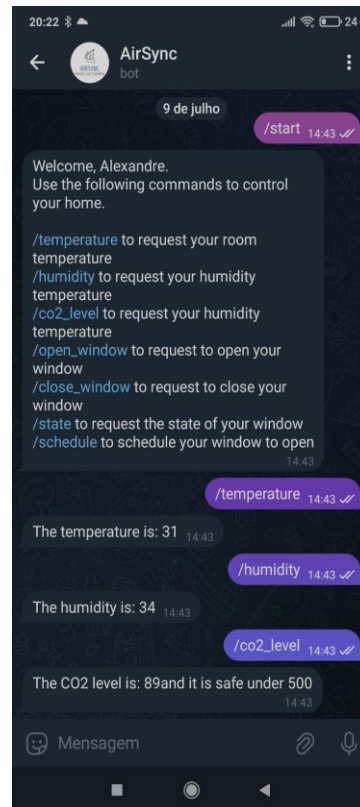 20:22 24
AirSync
bot
AIRSYNC
9 de julho
/start 14:43
Welcome, Alexandre.
Use the following commands to control
your home.
/temperature to request your room
temperature
/humidity to request your humidity
temperature
/co2_level to request your humidity
temperature
/open_window to request to open your
window
/close_window to request to close your
window
/state to request the state of your window
/schedule to schedule your window to open
14:43
/temperature 14:43
The temperature is: 31 14:43
/humidity 14:43
The humidity is: 34 14:43
/co2_level 14:43
The CO2 level is: 89and it is safe under 500
14:43
Mensagem